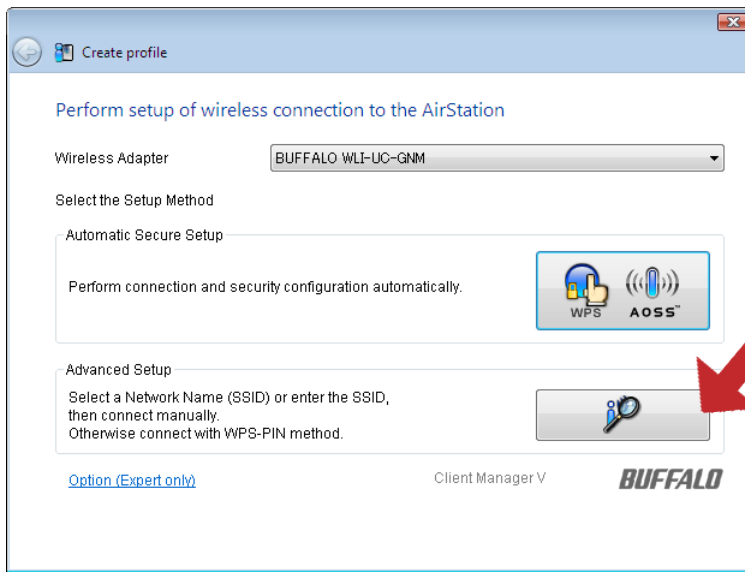 Create profile
Perform setup of wireless connection to the AirStation
Wireless Adapter
BUFFALO WLI-UC-GNM
Select the Setup Method
Automatic Secure Setup
Perform connection and security configuration automatically.
WPS
AOSS™
Advanced Setup
Select a Network Name (SSID) or enter the SSID,
then connect manually.
Otherwise connect with WPS-PIN method.
Option (Expert only)
Client Manager V
BUFFALO